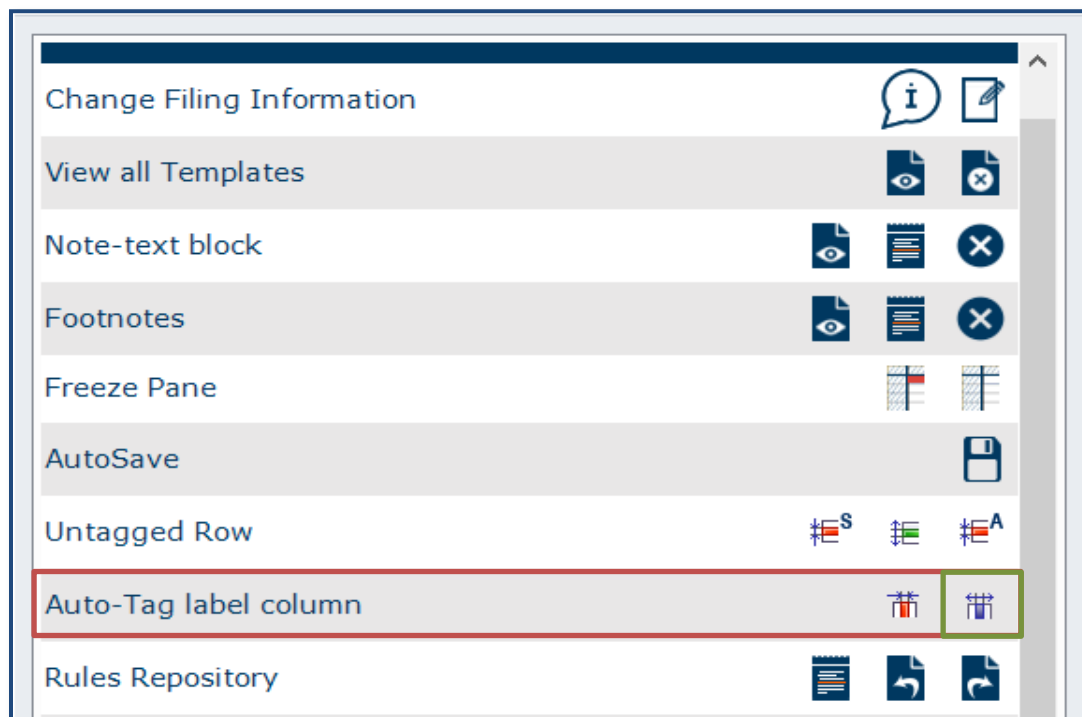 Change Filing Information i
View all Templates
Note-text block
Footnotes
Freeze Pane
AutoSave
Untagged Row S A
Auto-Tag label column
Rules Repository